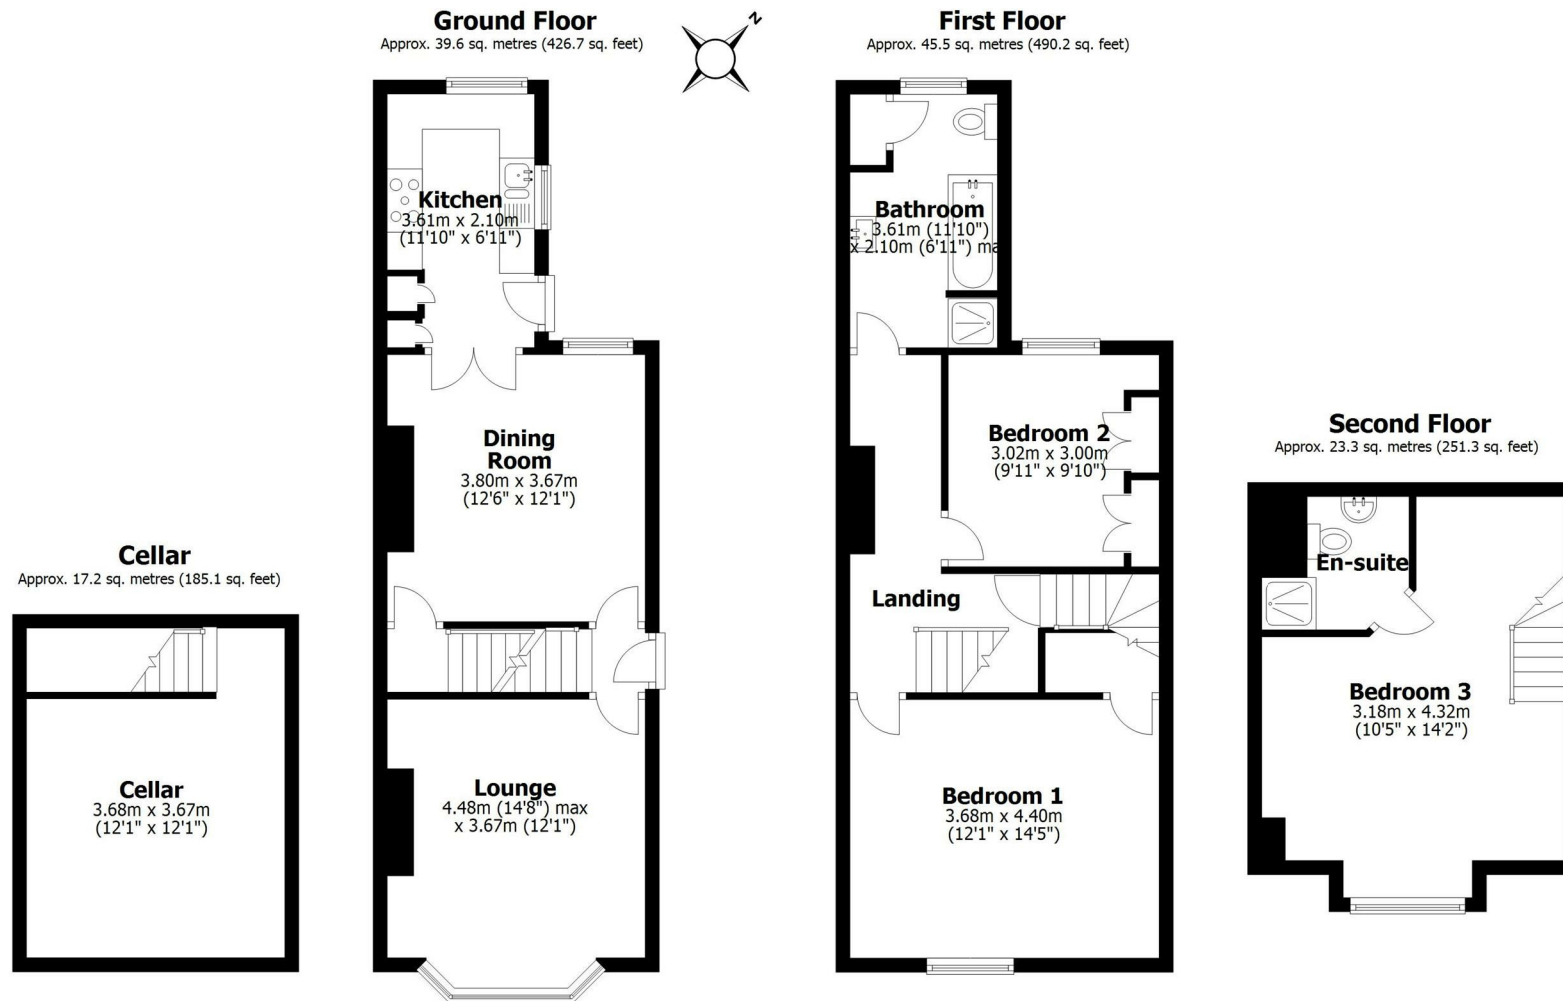 Ground Floor
Approx. 39.6 sq. metres (426.7 sq. feet)
N
First Floor
Approx. 45.5 sq. metres (490.2 sq. feet)
Kitchen
3.61m x 2.10m
(11'10" x 6'11")
Bathroom
3.61m (11'10")
x 2.10m (6'11") ma
Dining
Room
3.80m x 3.67m
(12'6" x 12'1")
Bedroom 2
3.02m x 3.00m
(9'11" x 9'10")
Second Floor
Approx. 23.3 sq. metres (251.3 sq. feet)
Cellar
Approx. 17.2 sq. metres (185.1 sq. feet)
En-suite
Landing
Bedroom 3
3.18m x 4.32m
(10'5" x 14'2")
Cellar
3.68m x 3.67m
(12'1" x 12'1")
Lounge
4.48m (14'8") max
x 3.67m (12'1")
Bedroom 1
3.68m x 4.40m
(12'1" x 14'5")